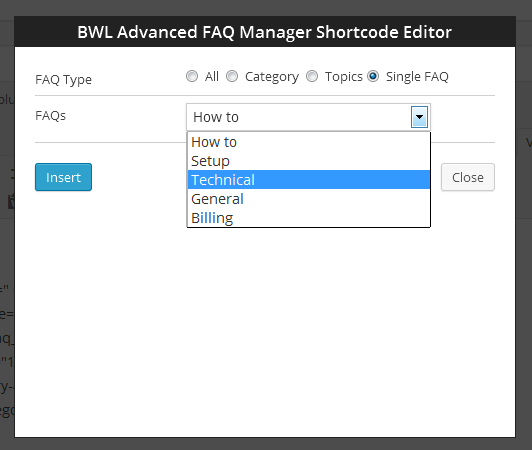 BWL Advanced FAQ Manager Shortcode Editor
FAQ Type All Category Topics Single FAQ
FAQs How to
How to
Setup
Insert Technical Close
General
Billing